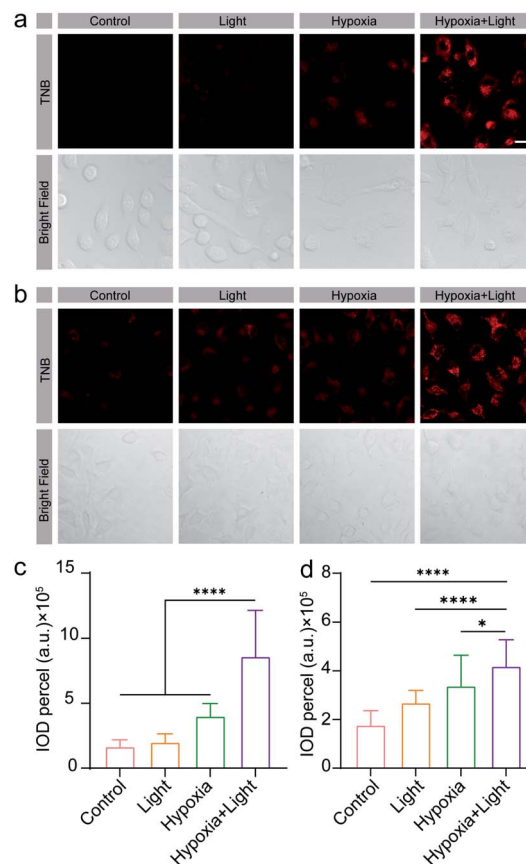 a
Control Light Hypoxia Hypoxia+Light
TNB
Bright Field
b
Control Light Hypoxia Hypoxia+Light
TNB
Bright Field
c
IOD percel (a.u.)×10⁵
15
10
5
0
****
Control Light Hypoxia Hypoxia+Light
d
IOD percel (a.u.)×10⁵
8
6
4
2
0
****
****
*
Control Light Hypoxia Hypoxia+Light